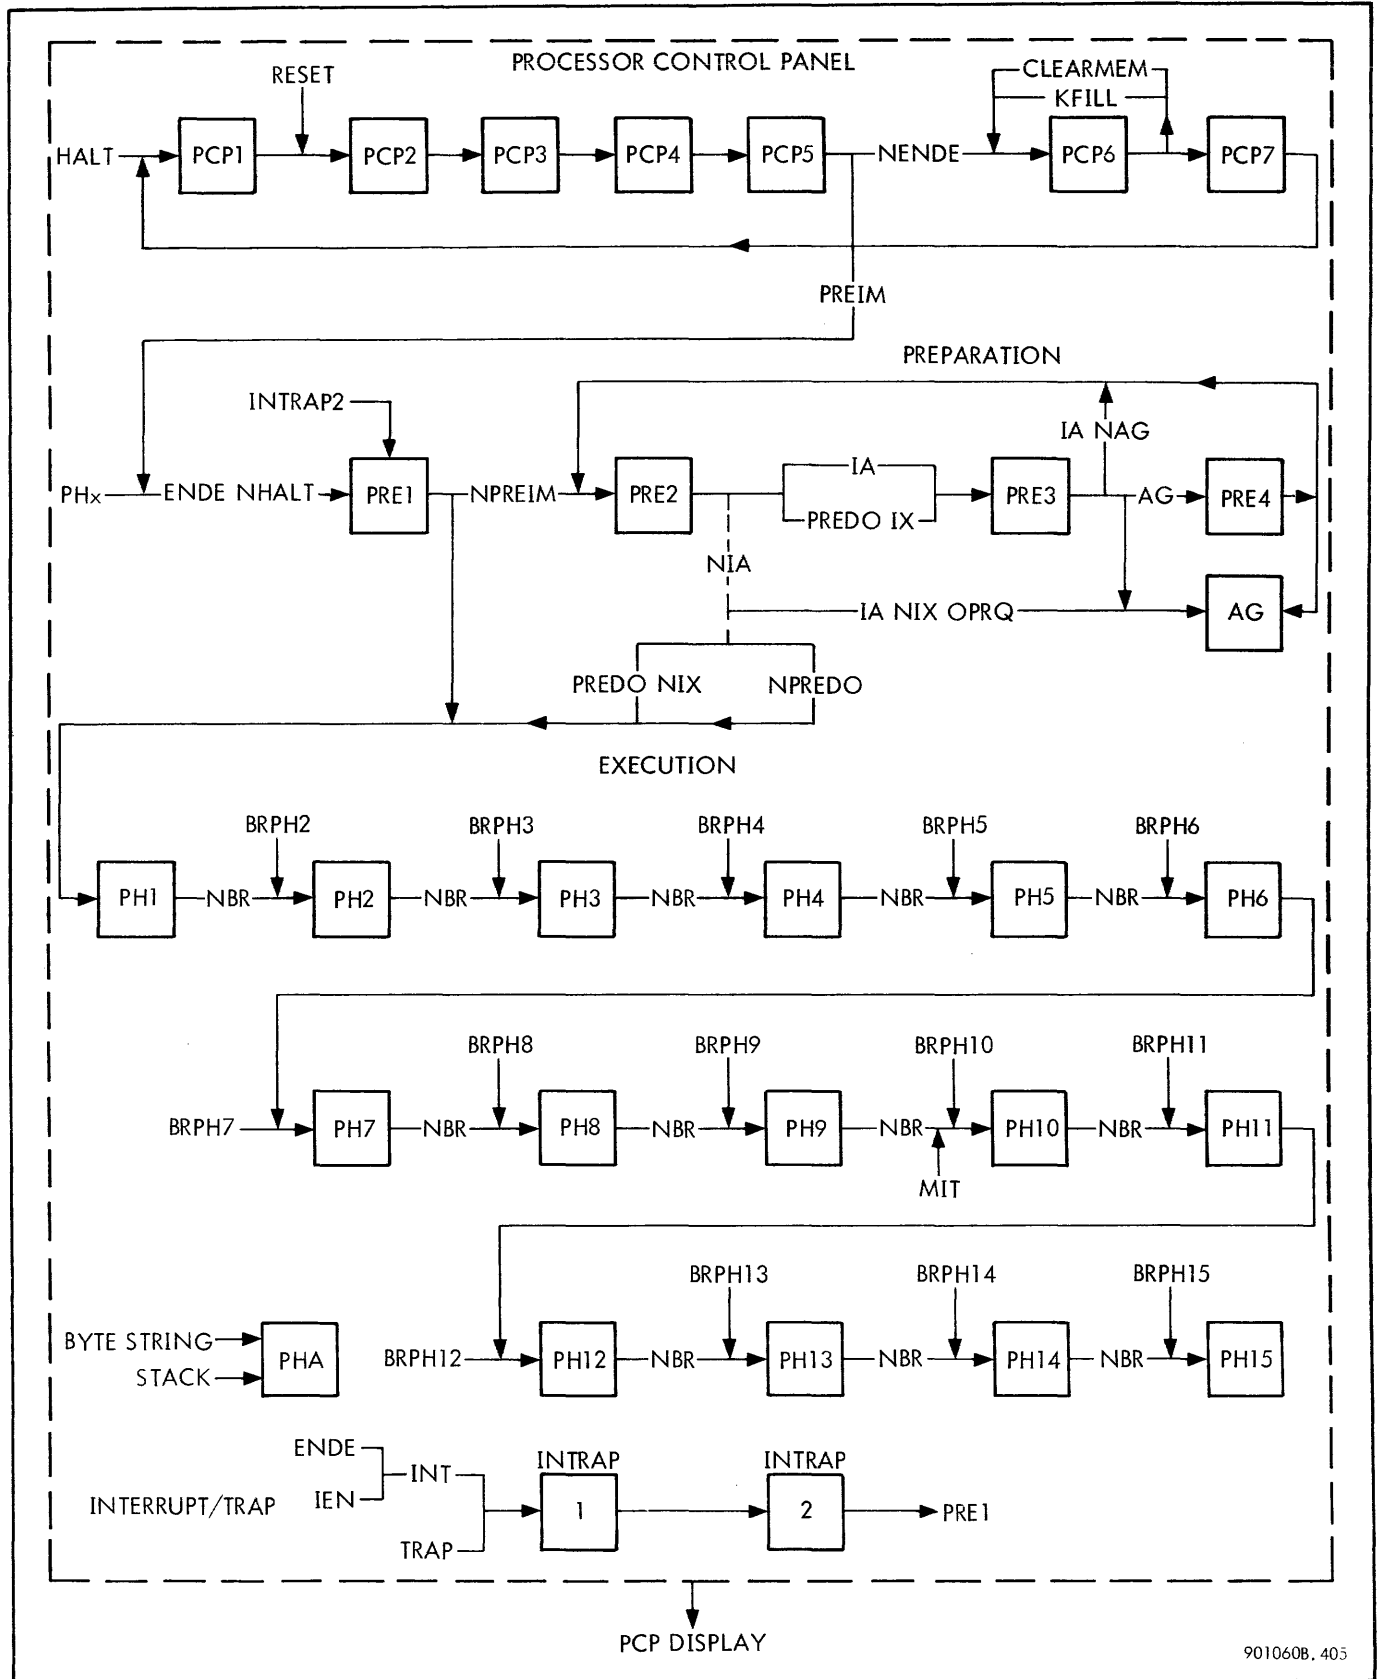 PROCESSOR CONTROL PANEL
RESET
CLEARMEM
KFILL
HALT
PCP1
PCP2
PCP3
PCP4
PCP5
NENDE
PCP6
PCP7
PREIM
PREPARATION
INTRAP2
IA NAG
PHx
ENDE NHALT
PRE1
NPREIM
PRE2
IA
PREDO IX
PRE3
AG
PRE4
NIA
IA NIX OPRQ
AG
PREDO NIX
NPREDO
EXECUTION
BRPH2
BRPH3
BRPH4
BRPH5
BRPH6
PH1
NBR
PH2
NBR
PH3
NBR
PH4
NBR
PH5
NBR
PH6
BRPH8
BRPH9
BRPH10
BRPH11
BRPH7
PH7
NBR
PH8
NBR
PH9
NBR
PH10
NBR
PH11
MIT
BRPH13
BRPH14
BRPH15
BYTE STRING
STACK
PHA
BRPH12
PH12
NBR
PH13
NBR
PH14
NBR
PH15
INTERRUPT/TRAP
ENDE
IEN
INT
TRAP
INTRAP
1
INTRAP
2
PRE1
PCP DISPLAY
901060B. 405